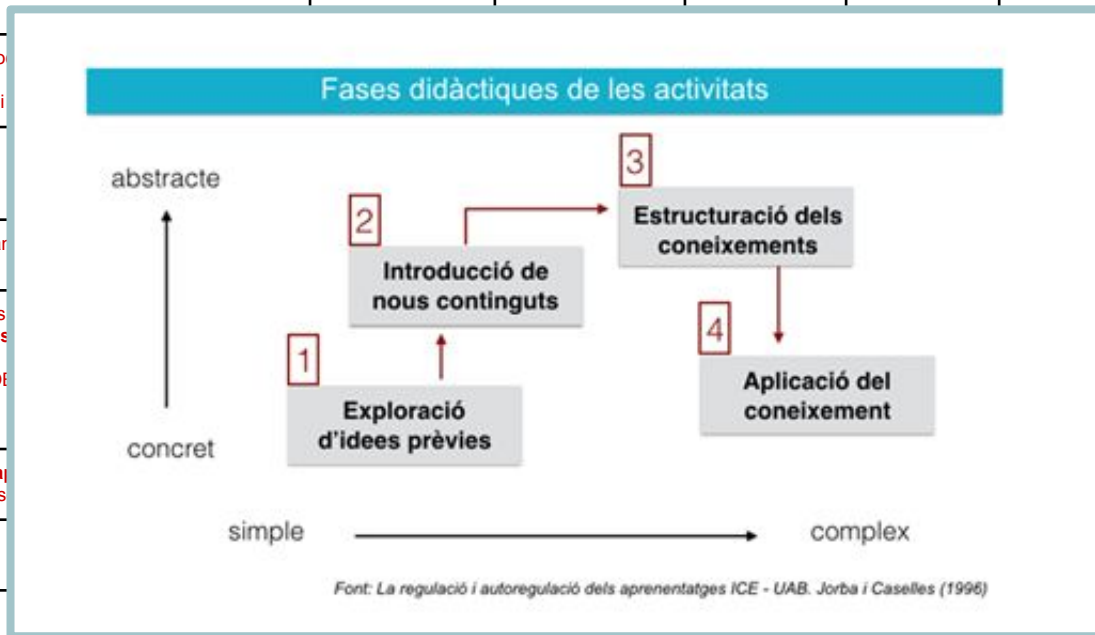 Fases didàctiques de les activitats
abstracte
3
Estructuració dels
coneixements
2
Introducció de
nous continguts
4
Aplicació del
coneixement
1
Exploració
d'idees prèvies
concret
simple
complex
Font: La regulació i autoregulació dels aprenentatges ICE - UAB. Jorba i Caselles (1996)